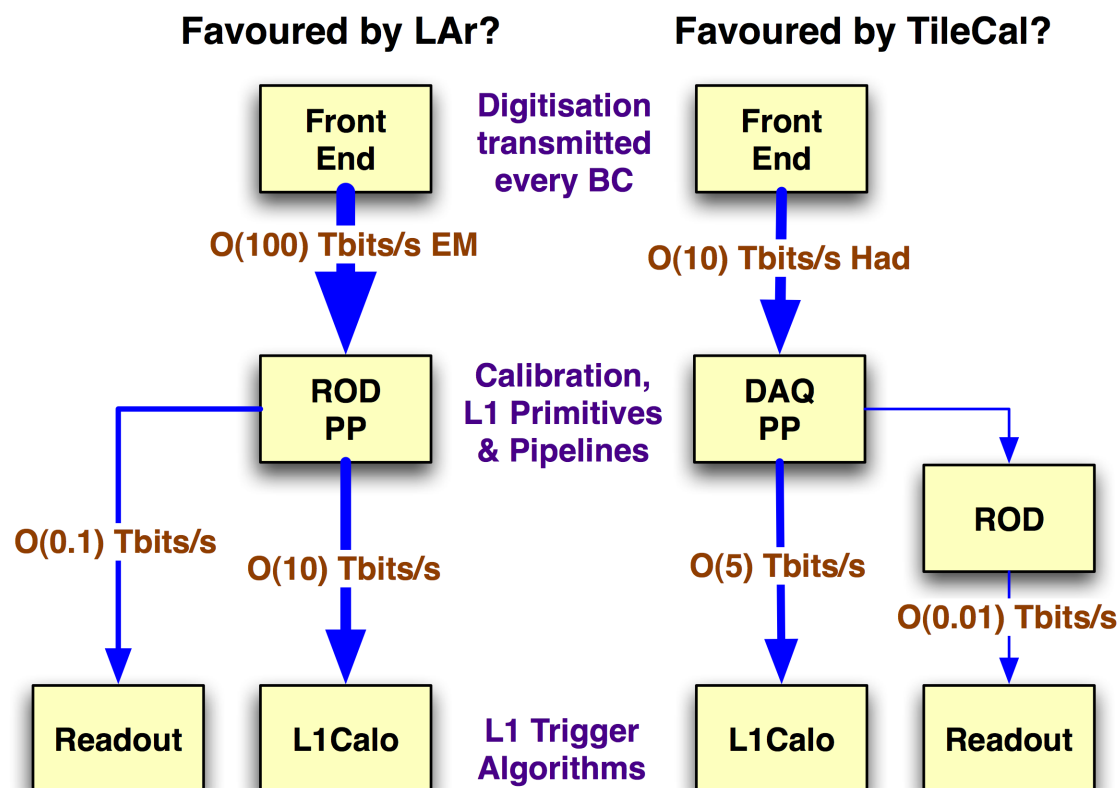 Favoured by LAr?
Favoured by TileCal?
Front
End
Digitisation
transmitted
every BC
Front
End
O(100) Tbits/s EM
O(10) Tbits/s Had
ROD
PP
Calibration,
L1 Primitives
& Pipelines
DAQ
PP
ROD
O(0.1) Tbits/s
O(10) Tbits/s
O(5) Tbits/s
O(0.01) Tbits/s
Readout
L1Calo
L1 Trigger
Algorithms
L1Calo
Readout